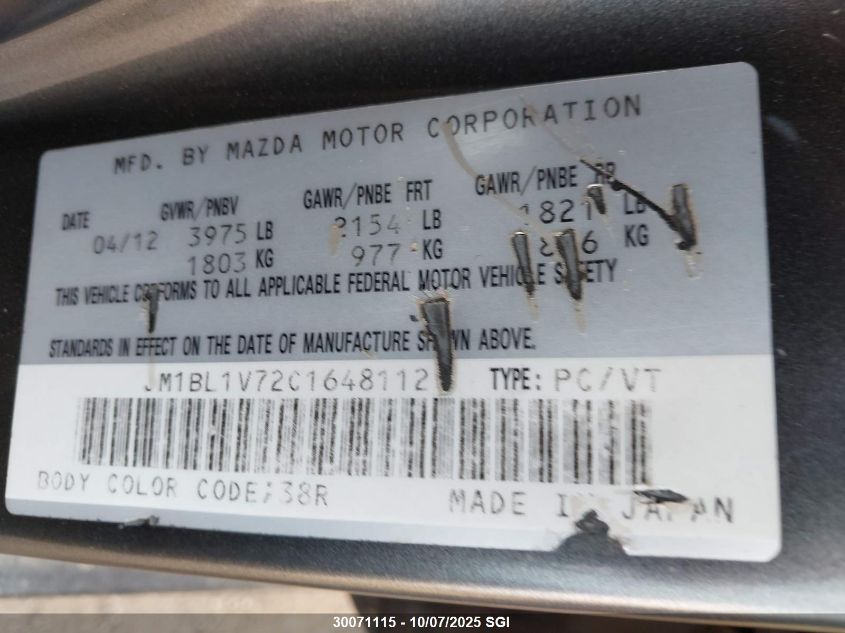 MFD. BY MAZDA MOTOR CORPORATION
DATE GVWR/PNBV GAWR/PNBE FRT GAWR/PNBE RR
04/12 3975 LB 2154 LB 1821 LB
1803 KG 977 KG KG
THIS VEHICLE CONFORMS TO ALL APPLICABLE FEDERAL MOTOR VEHICLE SAFETY
STANDARDS IN EFFECT ON THE DATE OF MANUFACTURE SHOWN ABOVE.
JM1BL1V72C1648112 TYPE: PC/VT
BODY COLOR CODE:38R MADE IN JAPAN
30071115 - 10/07/2025 SGI